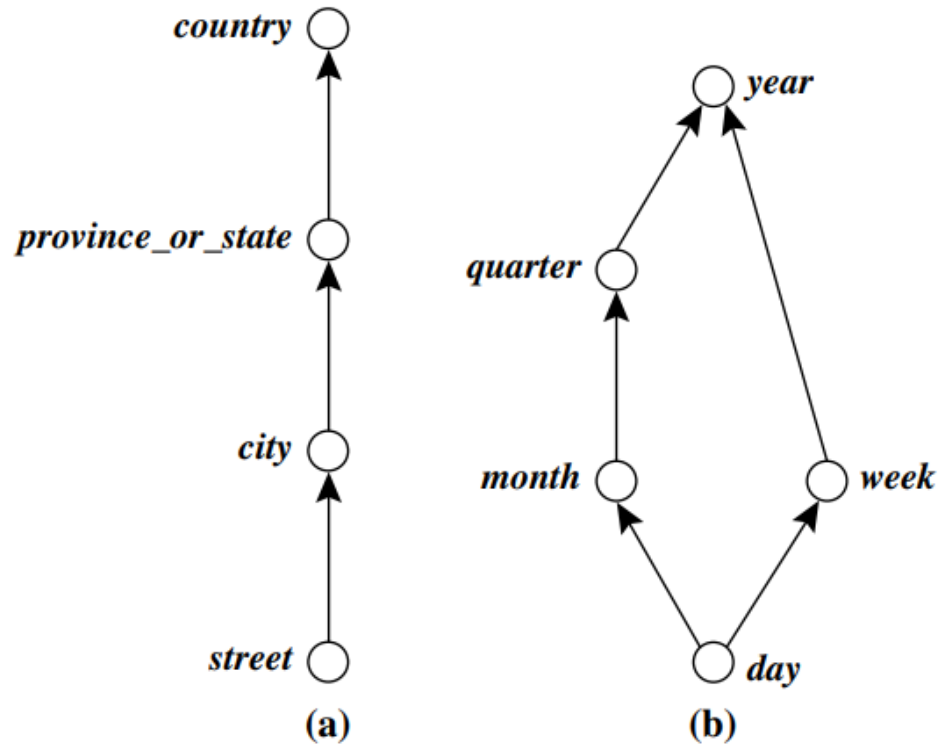 country
province_or_state
city
street
(a)
year
quarter
month
week
day
(b)